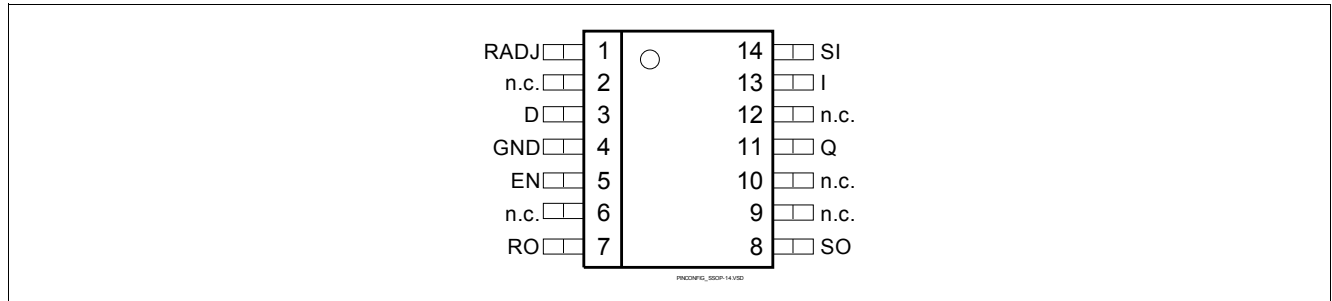 RADJ 1 14 SI
n.c. 2 13 I
D 3 12 n.c.
GND 4 11 Q
EN 5 10 n.c.
n.c. 6 9 n.c.
RO 7 8 SO
PINCONFIG_SSOP-14.VSD